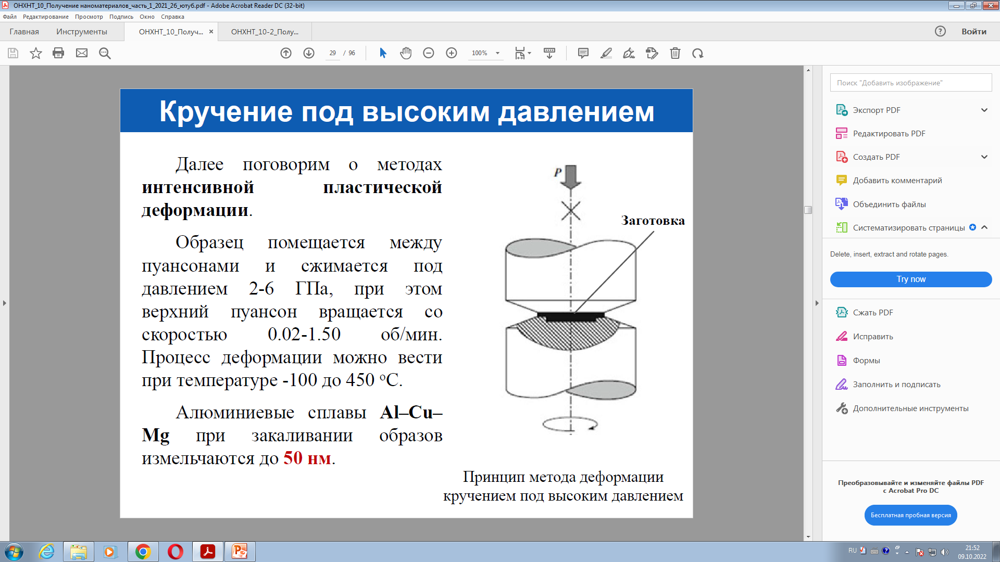 ОНХНТ_10_Получение наноматериалов_часть_1_2021_26_ютуб.pdf - Adobe Acrobat Reader DC (32-bit)
Файл Редактирование Просмотр Подпись Окно Справка
Главная Инструменты ОНХНТ_10_Получ... × ОНХНТ_10-2_Полу... Войти
29 / 96 100%
Кручение под высоким давлением
Далее поговорим о методах
интенсивной пластической
деформации.
Образец помещается между
пуансонами и сжимается под
давлением 2-6 ГПа, при этом
верхний пуансон вращается со
скоростью 0.02-1.50 об/мин.
Процесс деформации можно вести
при температуре -100 до 450 ºС.
Алюминиевые сплавы Al–Cu–
Mg при закаливании образов
измельчаются до 50 нм.
P
Заготовка
Принцип метода деформации
кручением под высоким давлением
Поиск "Добавить изображение"
Экспорт PDF
Редактировать PDF
Создать PDF
Добавить комментарий
Объединить файлы
Систематизировать страницы
Delete, insert, extract and rotate pages.
Try now
Сжать PDF
Исправить
Формы
Заполнить и подписать
Дополнительные инструменты
Преобразовывайте и изменяйте файлы PDF
с Acrobat Pro DC
Бесплатная пробная версия
RU
21:52
09.10.2022